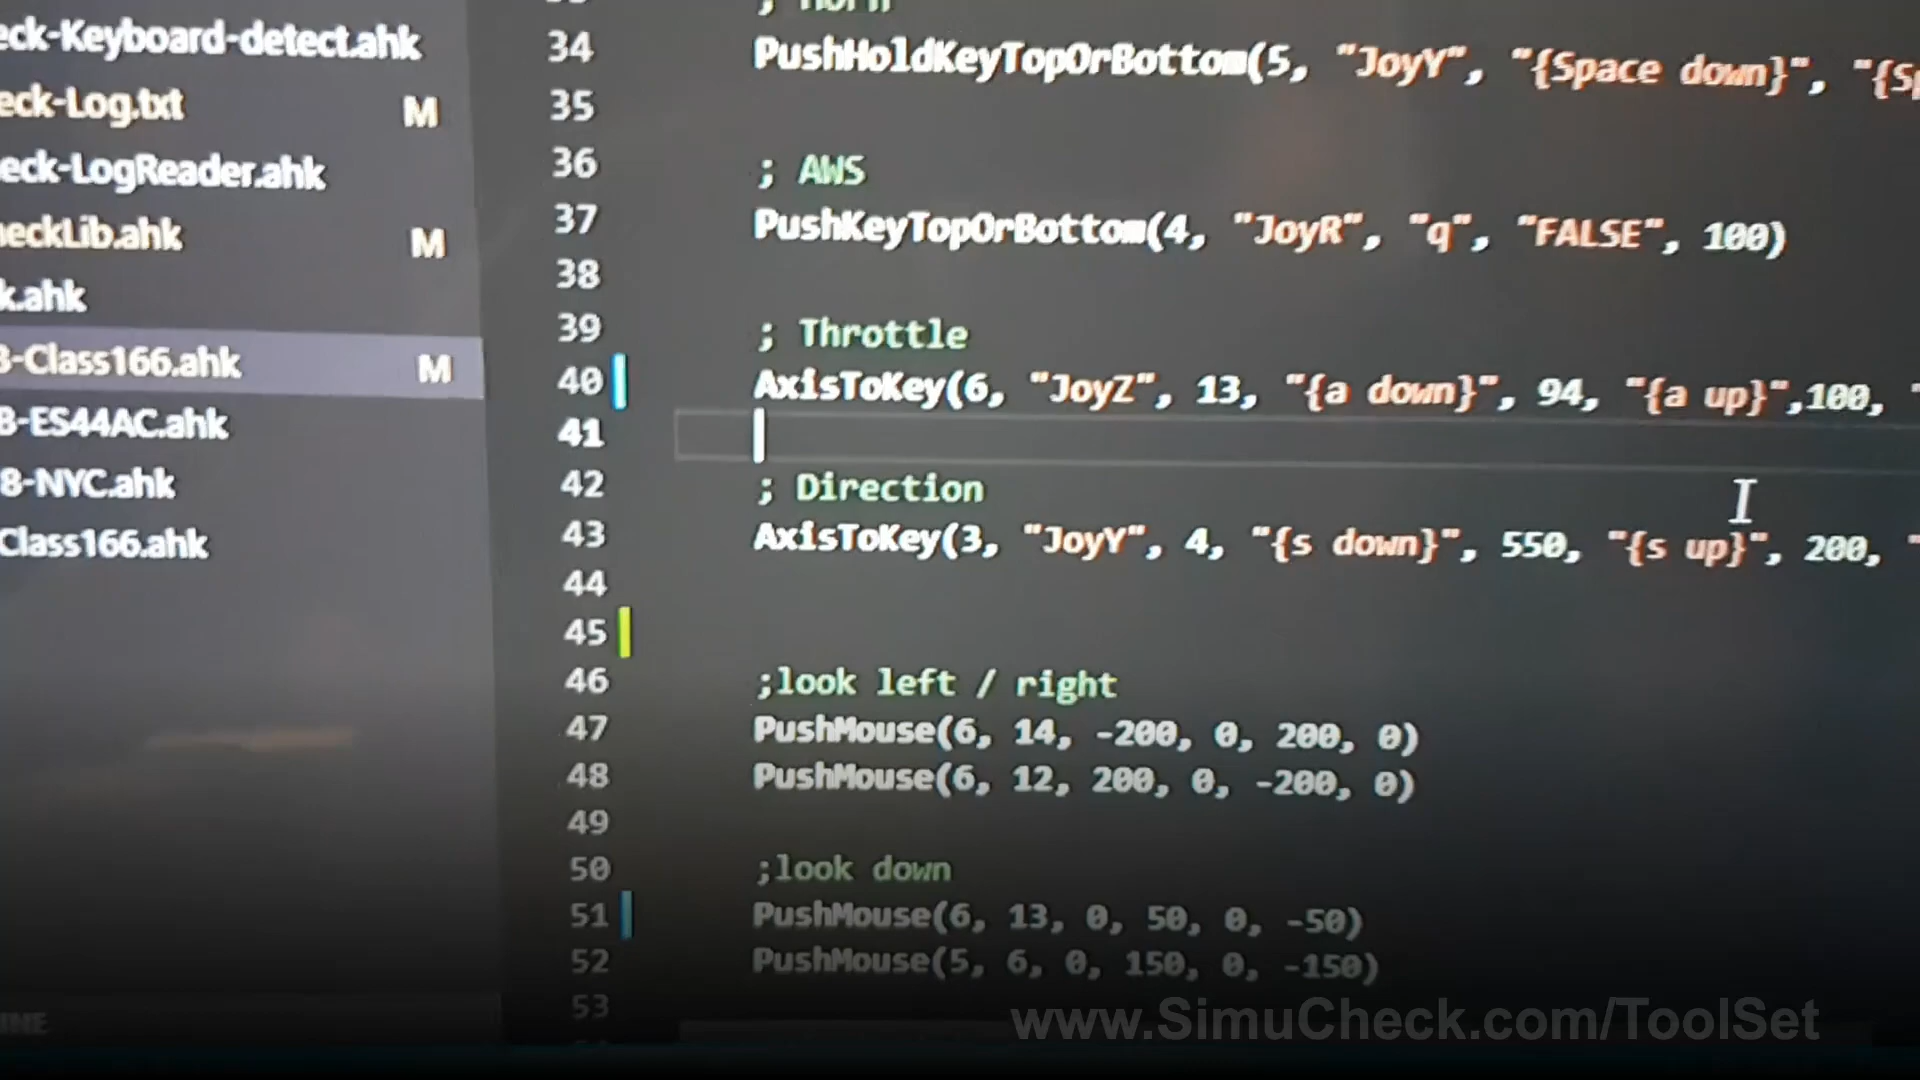 eck-Keyboard-detect.ahk
eck-Log.txt M
eck-LogReader.ahk
heckLib.ahk M
k.ahk
8-Class166.ahk M
8-ES44AC.ahk
8-NYC.ahk
Class166.ahk
INE
; Horn
34 PushHoldKeyTopOrBottom(5, "JoyY", "{Space down}", "{Sp
35
36 ; AWS
37 PushKeyTopOrBottom(4, "JoyR", "q", "FALSE", 100)
38
39 ; Throttle
40 AxisToKey(6, "JoyZ", 13, "{a down}", 94, "{a up}",100, "
41
42 ; Direction
43 AxisToKey(3, "JoyY", 4, "{s down}", 550, "{s up}", 200, "
44
45
46 ;look left / right
47 PushMouse(6, 14, -200, 0, 200, 0)
48 PushMouse(6, 12, 200, 0, -200, 0)
49
50 ;look down
51 PushMouse(6, 13, 0, 50, 0, -50)
52 PushMouse(5, 6, 0, 150, 0, -150)
53
www.SimuCheck.com/ToolSet